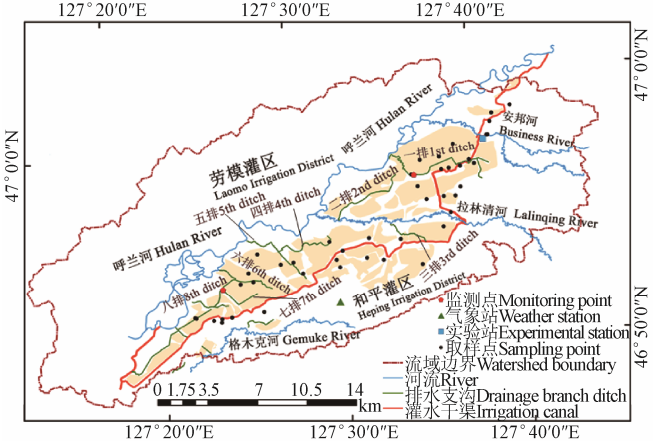 127°20′0″E
127°30′0″E
127°40′0″E
47°0′0″N
47°0′0″N
安邦河
Business River
呼兰河 Hulan River
一排1st ditch
劳模灌区
Laomo Irrigation District
二排2nd ditch
五排5th ditch
四排4th ditch
拉林清河 Lalinqing River
呼兰河 Hulan River
六排6th ditch
三排3rd ditch
八排8th ditch
七排7th ditch
和平灌区
Heping Irrigation District
格木克河 Gemuke River
46°50′0″N
监测点Monitoring point
气象站Weather station
实验站Experimental station
取样点Sampling point
流域边界Watershed boundary
河流River
排水支沟Drainage branch ditch
灌水干渠Irrigation canal
0 1.75 3.5 7 10.5 14
km
127°20′0″E
127°30′0″E
127°40′0″E